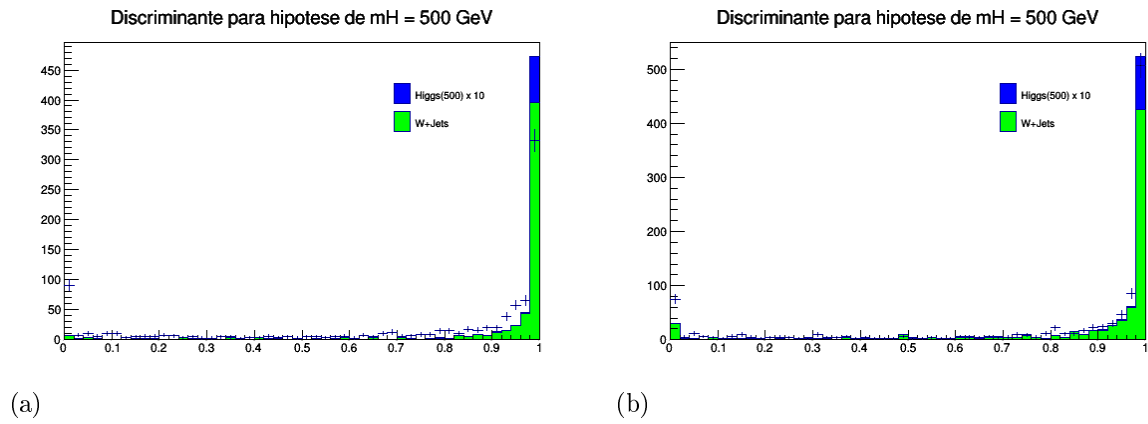 Discriminante para hipotese de mH = 500 GeV
450
400
350
300
250
200
150
100
50
0
Higgs(500) x 10
W+Jets
0 0.1 0.2 0.3 0.4 0.5 0.6 0.7 0.8 0.9 1
(a)
Discriminante para hipotese de mH = 500 GeV
500
400
300
200
100
0
Higgs(500) x 10
W+Jets
0 0.1 0.2 0.3 0.4 0.5 0.6 0.7 0.8 0.9 1
(b)